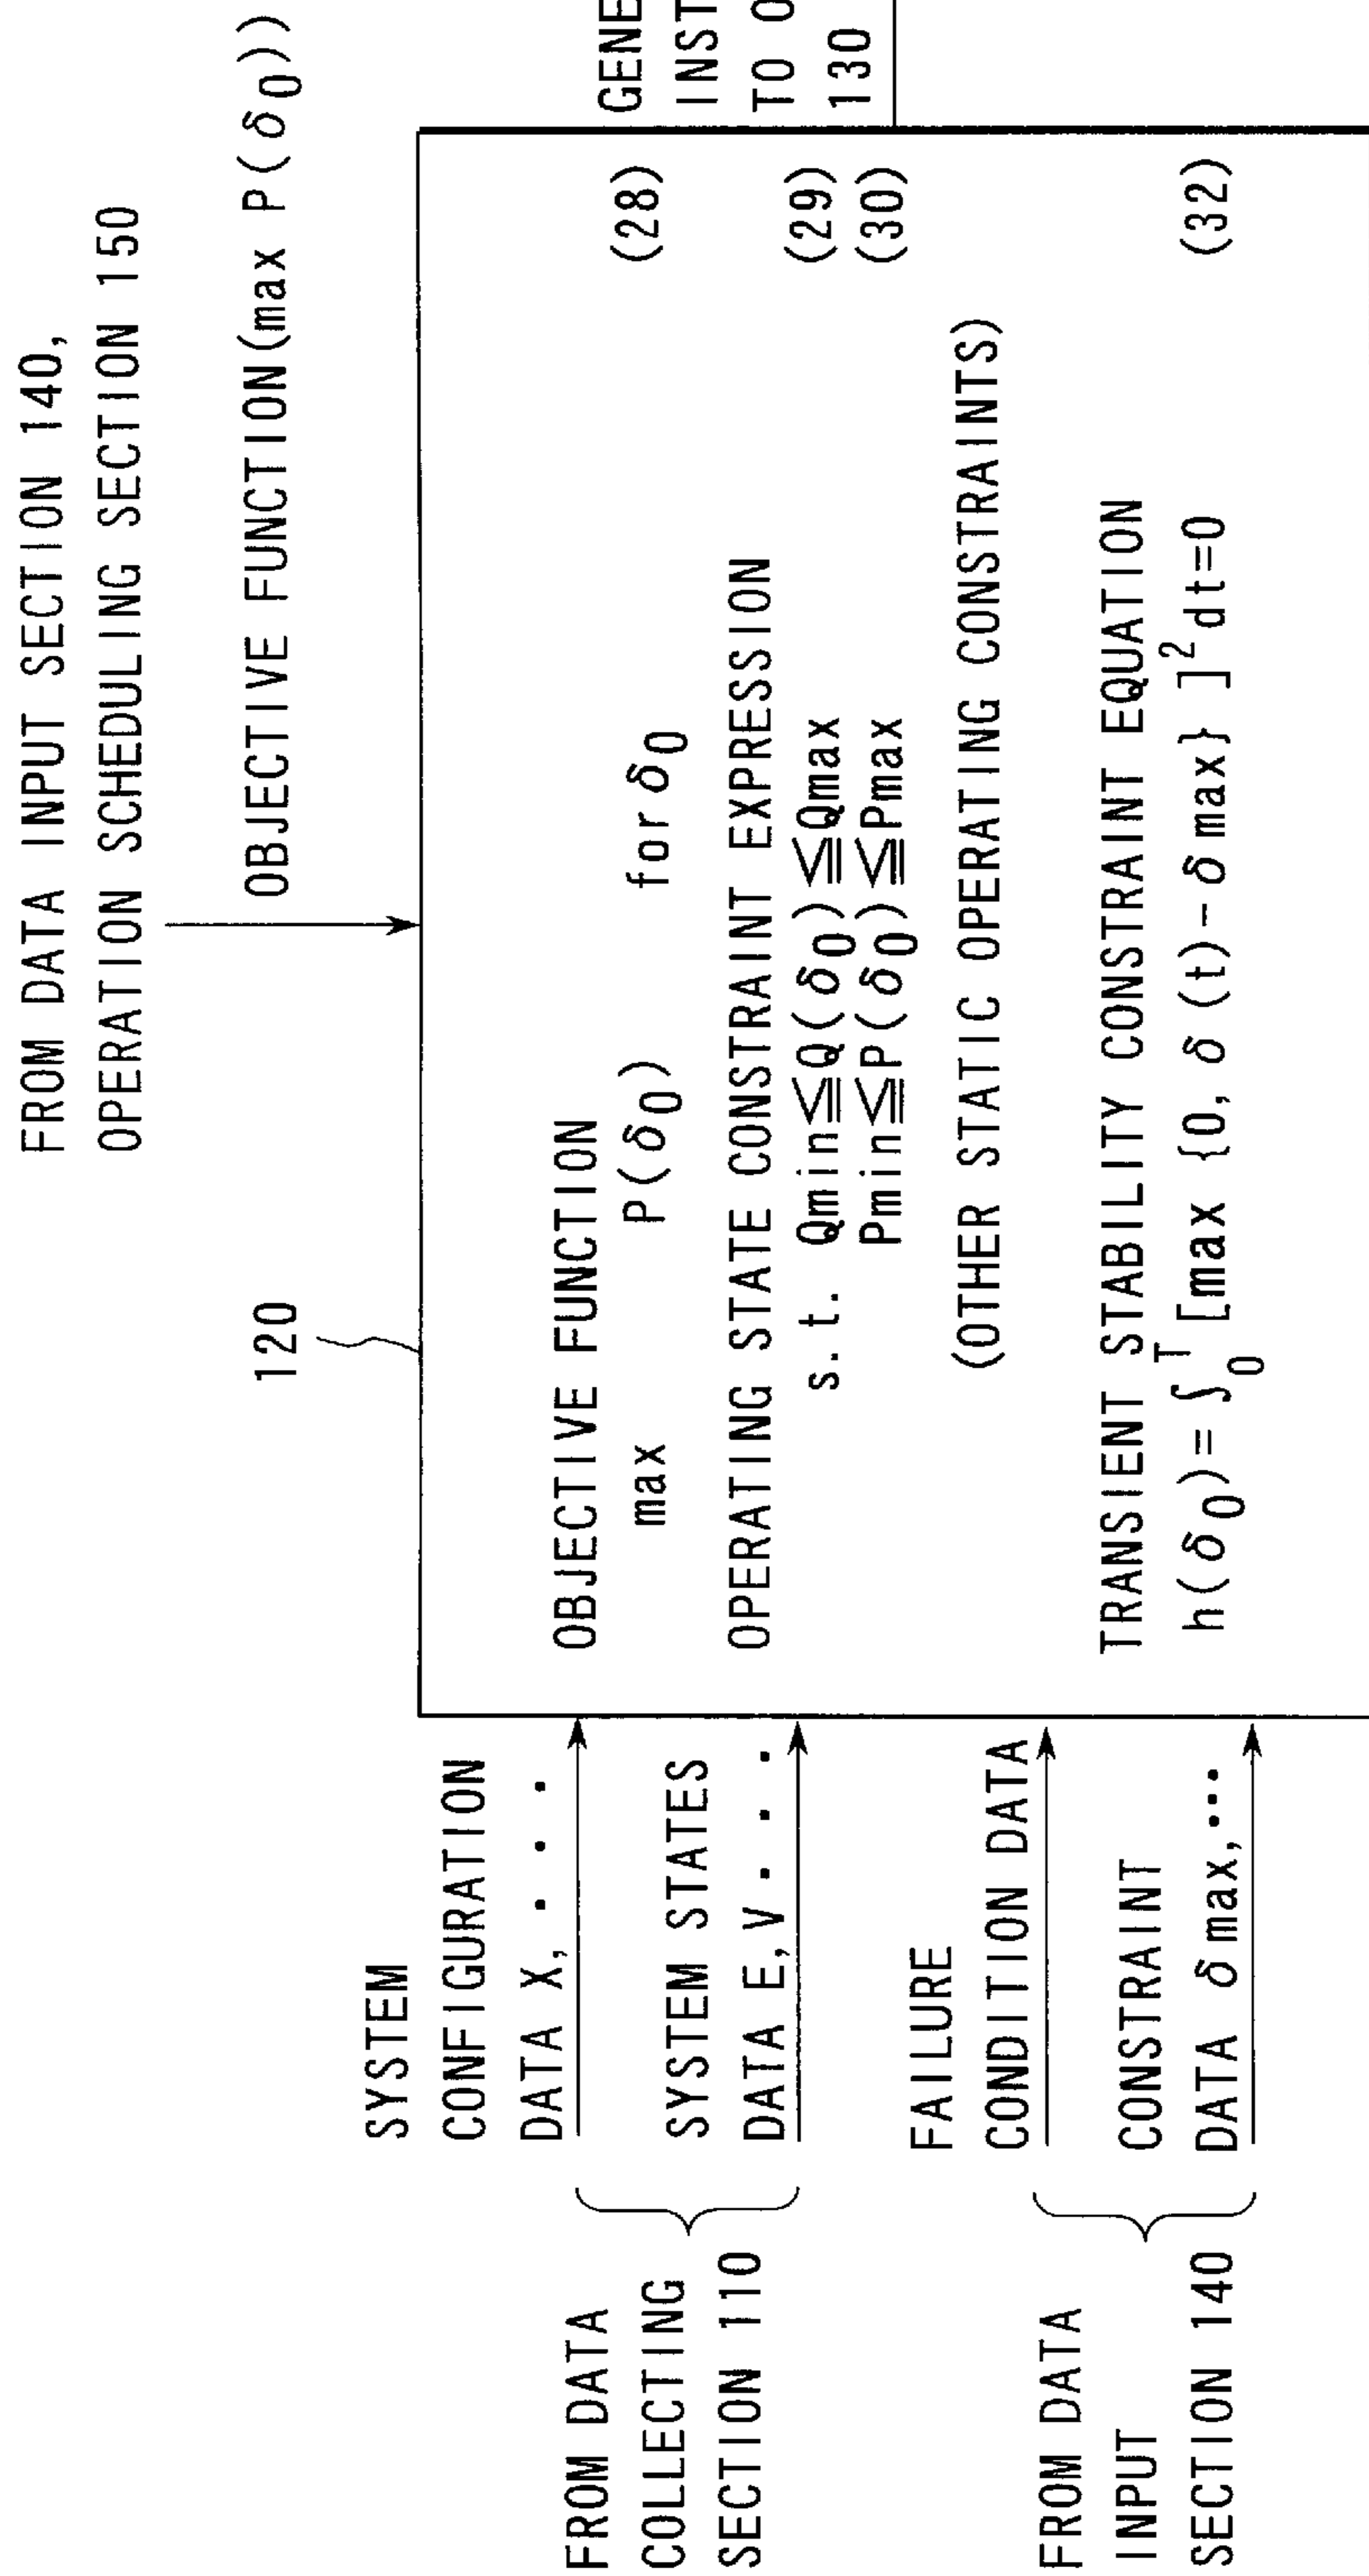 FROM DATA INPUT SECTION 140,
OPERATION SCHEDULING SECTION 150
OBJECTIVE FUNCTION(max P(δ0))
120
SYSTEM
CONFIGURATION
DATA X, . . .
SYSTEM STATES
DATA E,V . . .
FROM DATA
COLLECTING
SECTION 110
FAILURE
CONDITION DATA
CONSTRAINT
DATA δmax,...
FROM DATA
INPUT
SECTION 140
OBJECTIVE FUNCTION
max P(δ0) for δ0 (28)
OPERATING STATE CONSTRAINT EXPRESSION
s. t. Qmin≦Q(δ0)≦Qmax (29)
Pmin≦P(δ0)≦Pmax (30)
(OTHER STATIC OPERATING CONSTRAINTS)
TRANSIENT STABILITY CONSTRAINT EQUATION
h(δ0)=∫0T [max {0, δ(t)-δmax} ]2dt=0 (32)
GENE
INST
TO O
130